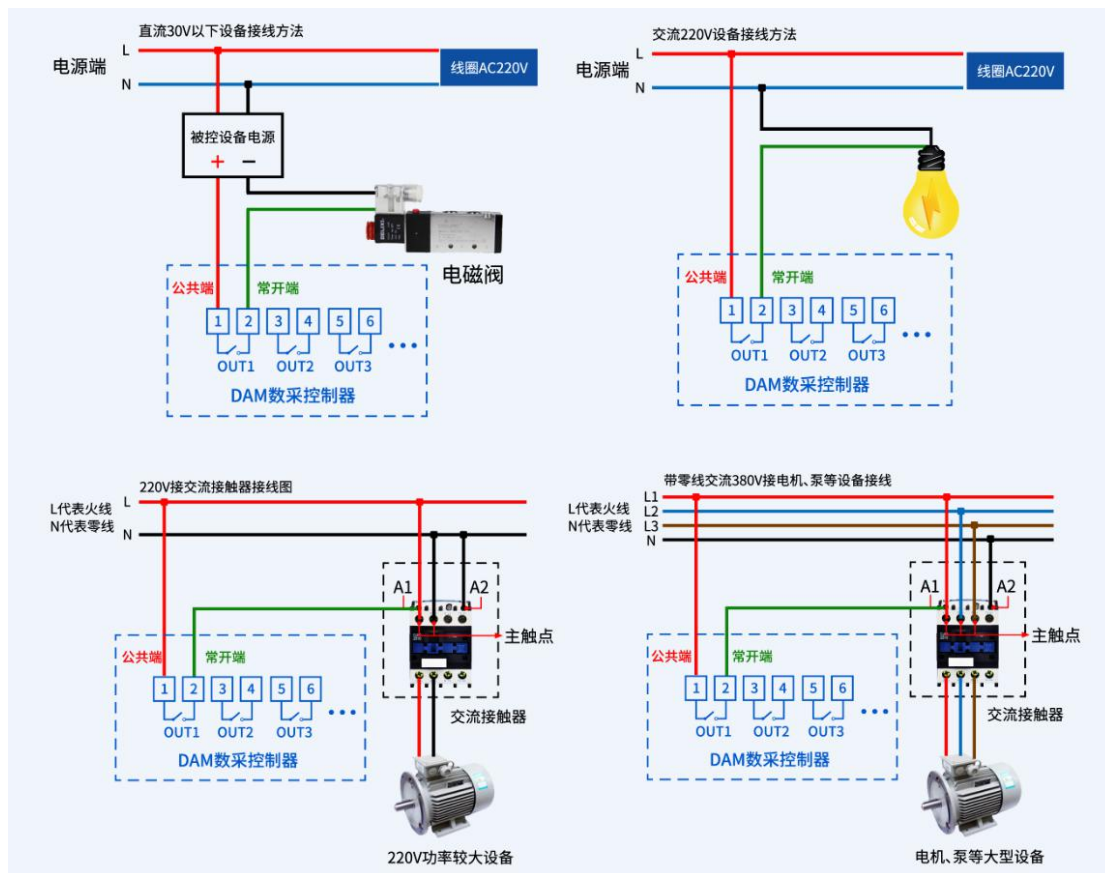 直流30V以下设备接线方法
L
电源端
线圈AC220V
N
被控设备电源
+ −
电磁阀
公共端 常开端
1 2 3 4 5 6
OUT1 OUT2 OUT3
DAM数采控制器
交流220V设备接线方法
L
电源端
线圈AC220V
N
公共端 常开端
1 2 3 4 5 6
OUT1 OUT2 OUT3
DAM数采控制器
220V接交流接触器接线图
L
L代表火线
N代表零线
N
A1 A2
主触点
公共端 常开端
1 2 3 4 5 6
OUT1 OUT2 OUT3
DAM数采控制器
交流接触器
220V功率较大设备
带零线交流380V接电机、泵等设备接线
L1
L代表火线 L2
N代表零线 L3
N
A1 A2
主触点
公共端 常开端
1 2 3 4 5 6
OUT1 OUT2 OUT3
DAM数采控制器
交流接触器
电机、泵等大型设备